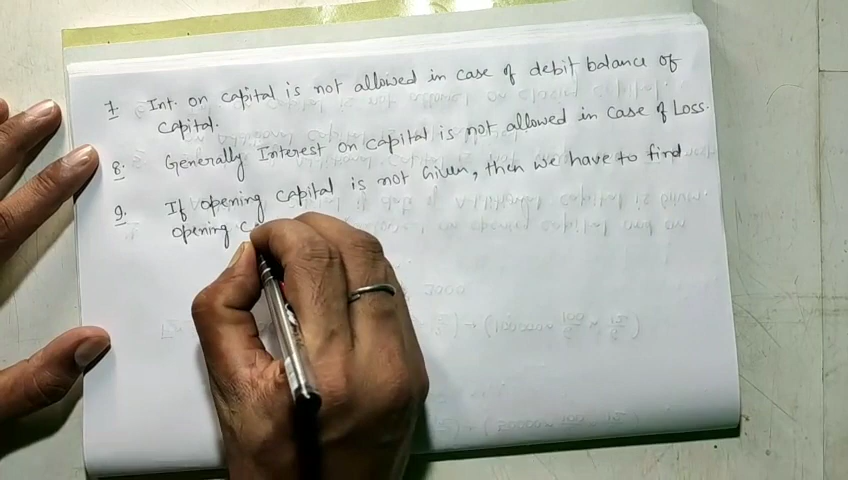 7. Int. on capital is not allowed in case of debit balance of
capital.
8. Generally Interest on capital is not allowed in case of Loss.
9. If opening capital is not Given, then we have to find
opening c